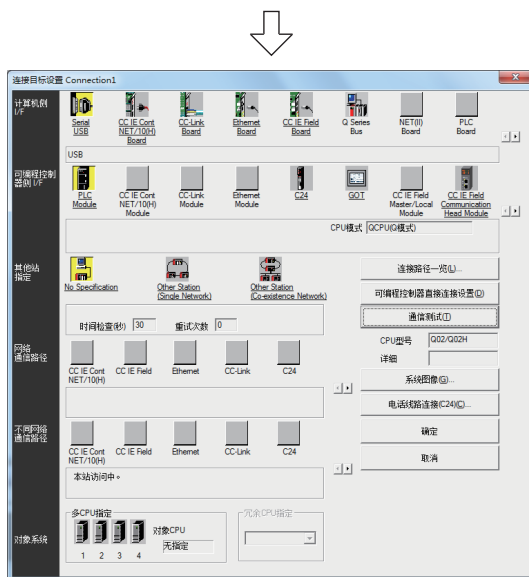 连接目标设置 Connection1
计算机侧
I/F
Serial
USB
CC IE Cont
NET/10(H)
Board
CC-Link
Board
Ethernet
Board
CC IE Field
Board
Q Series
Bus
NET(II)
Board
PLC
Board
USB
可编程控制
器侧 I/F
PLC
Module
CC IE Cont
NET/10(H)
Module
CC-Link
Module
Ethernet
Module
C24
GOT
CC IE Field
Master/Local
Module
CC IE Field
Communication
Head Module
CPU模式 QCPU(Q模式)
其他站
指定
No Specification
Other Station
(Single Network)
Other Station
(Co-existence Network)
时间检查(秒) 30 重试次数 0
连接路径一览(L)...
可编程控制器直接连接设置(D)
通信测试(T)
CPU型号 Q02/Q02H
详细
系统图像(G)...
电话线路连接(C24)(C)...
确定
取消
网络
通信路径
CC IE Cont
NET/10(H)
CC IE Field
Ethernet
CC-Link
C24
不同网络
通信路径
CC IE Cont
NET/10(H)
CC IE Field
Ethernet
CC-Link
C24
本站访问中。
对象系统
多CPU指定
1 2 3 4
对象CPU
无指定
冗余CPU指定